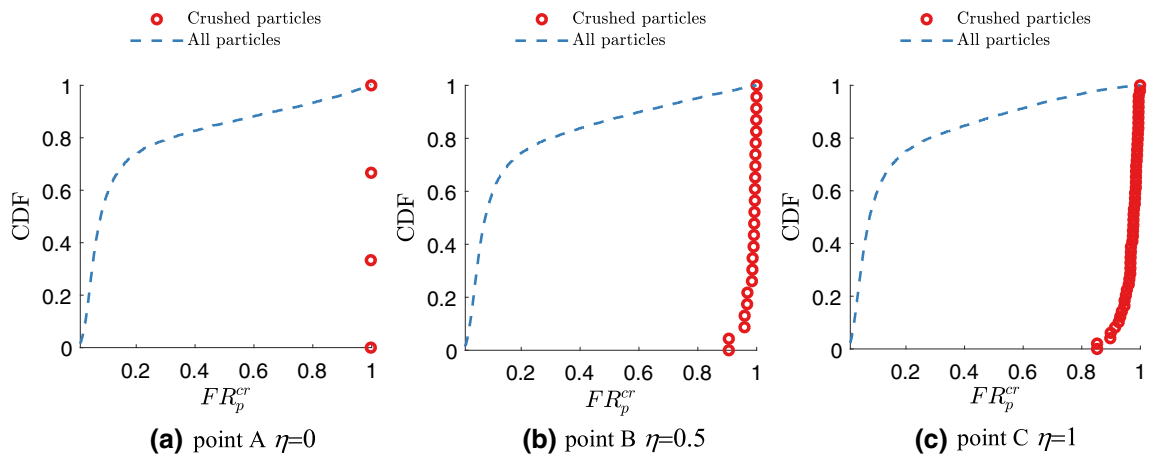 Crushed particles
All particles
CDF
1
0.8
0.6
0.4
0.2
0
0.2 0.4 0.6 0.8 1
FR_p^{cr}
(a) point A η=0
Crushed particles
All particles
CDF
1
0.8
0.6
0.4
0.2
0
0.2 0.4 0.6 0.8 1
FR_p^{cr}
(b) point B η=0.5
Crushed particles
All particles
CDF
1
0.8
0.6
0.4
0.2
0
0.2 0.4 0.6 0.8 1
FR_p^{cr}
(c) point C η=1